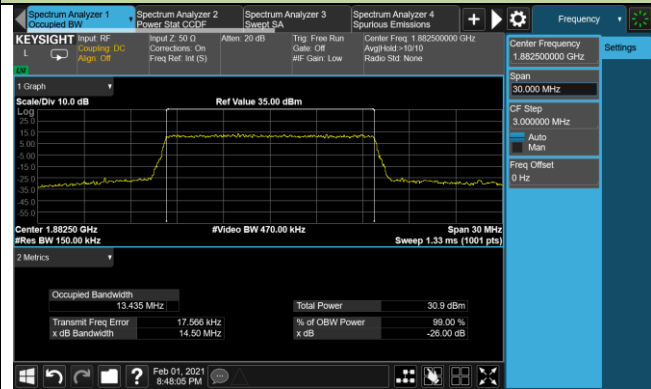 Spectrum Analyzer 1
Occupied BW
Spectrum Analyzer 2
Power Stat CCDF
Spectrum Analyzer 3
Swept SA
Spectrum Analyzer 4
Spurious Emissions
Frequency
KEYSIGHT
L
LXI
Input: RF
Coupling: DC
Align: Off
Input Z: 50 Ω
Corrections: On
Freq Ref: Int (S)
Atten: 20 dB
Trig: Free Run
Gate: Off
#IF Gain: Low
Center Freq: 1.882500000 GHz
Avg|Hold:>10/10
Radio Std: None
Center Frequency
1.882500000 GHz
Settings
Span
30.000 MHz
CF Step
3.000000 MHz
Auto
Man
Freq Offset
0 Hz
1 Graph
Scale/Div 10.0 dB
Ref Value 35.00 dBm
Log
25.0
15.0
5.00
-5.00
-15.0
-25.0
-35.0
-45.0
-55.0
Center 1.88250 GHz
#Video BW 470.00 kHz
Span 30 MHz
#Res BW 150.00 kHz
Sweep 1.33 ms (1001 pts)
2 Metrics
Occupied Bandwidth
13.435 MHz
Total Power 30.9 dBm
Transmit Freq Error 17.566 kHz
% of OBW Power 99.00 %
x dB Bandwidth 14.50 MHz
x dB -26.00 dB
Feb 01, 2021
8:48:05 PM